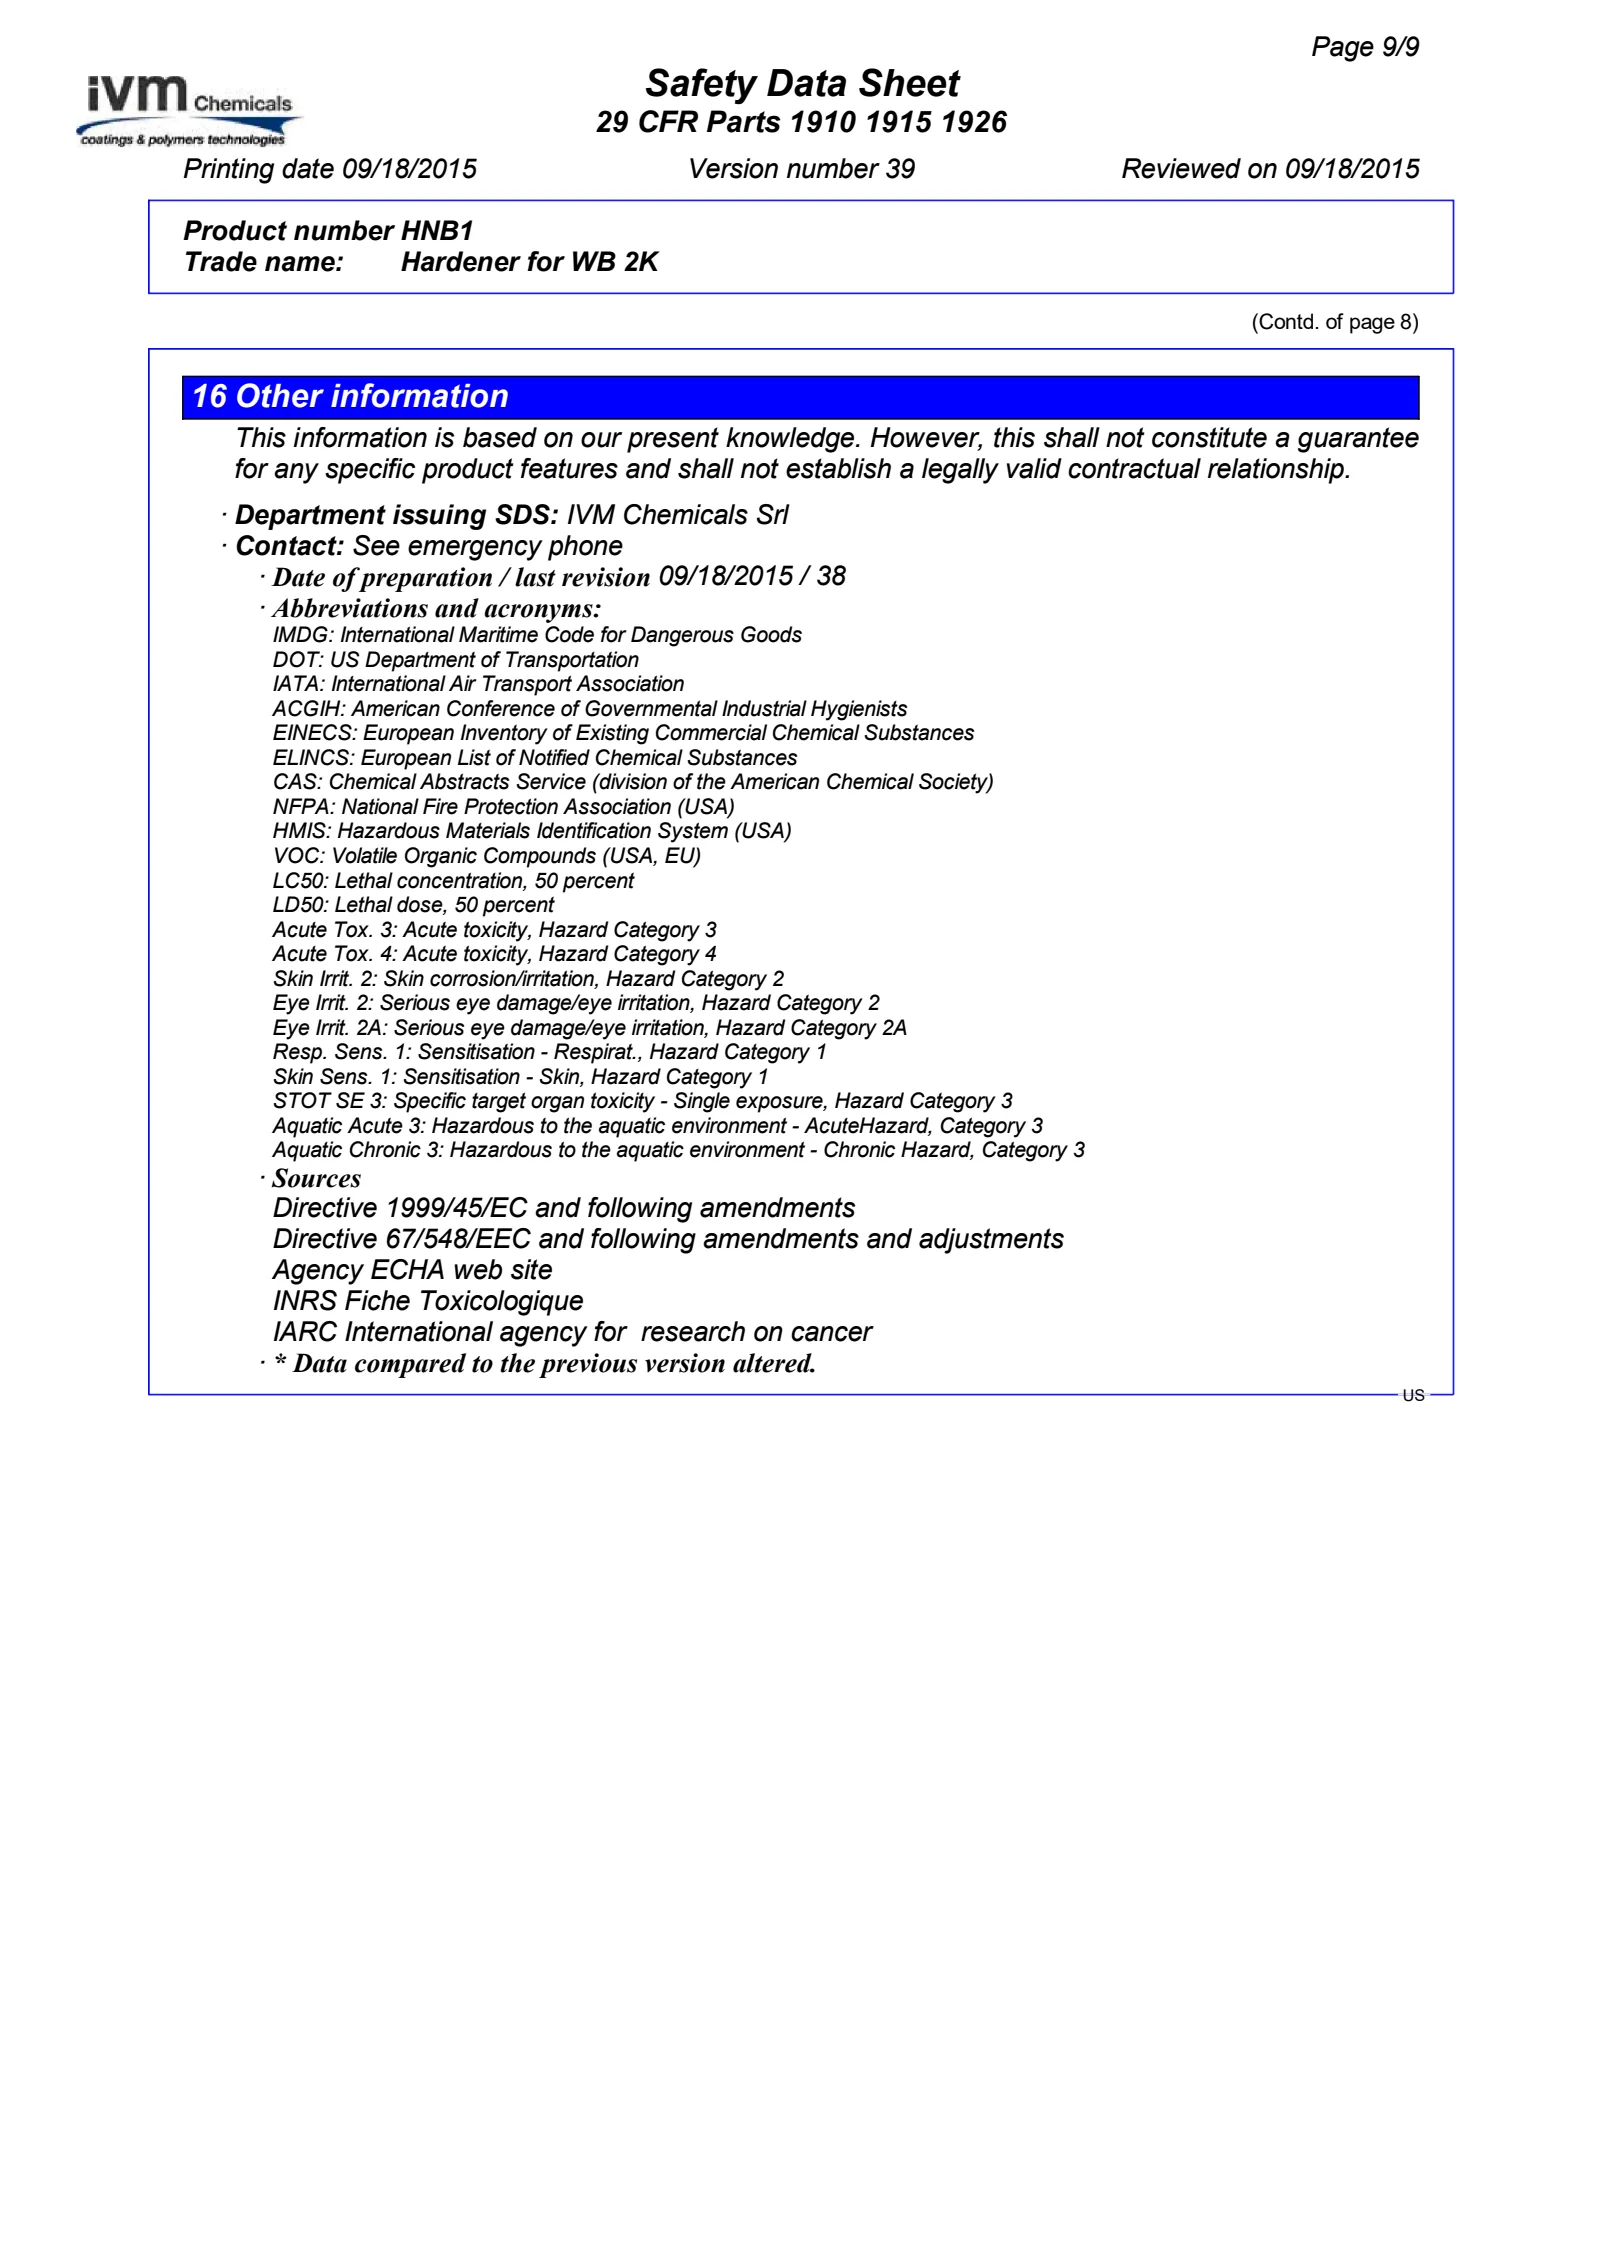 Page 9/9
ivm Chemicals
coatings & polymers technologies
Safety Data Sheet
29 CFR Parts 1910 1915 1926
Printing date 09/18/2015 Version number 39 Reviewed on 09/18/2015
Product number HNB1
Trade name: Hardener for WB 2K
(Contd. of page 8)
16 Other information
This information is based on our present knowledge. However, this shall not constitute a guarantee
for any specific product features and shall not establish a legally valid contractual relationship.
· Department issuing SDS: IVM Chemicals Srl
· Contact: See emergency phone
· Date of preparation / last revision 09/18/2015 / 38
· Abbreviations and acronyms:
IMDG: International Maritime Code for Dangerous Goods
DOT: US Department of Transportation
IATA: International Air Transport Association
ACGIH: American Conference of Governmental Industrial Hygienists
EINECS: European Inventory of Existing Commercial Chemical Substances
ELINCS: European List of Notified Chemical Substances
CAS: Chemical Abstracts Service (division of the American Chemical Society)
NFPA: National Fire Protection Association (USA)
HMIS: Hazardous Materials Identification System (USA)
VOC: Volatile Organic Compounds (USA, EU)
LC50: Lethal concentration, 50 percent
LD50: Lethal dose, 50 percent
Acute Tox. 3: Acute toxicity, Hazard Category 3
Acute Tox. 4: Acute toxicity, Hazard Category 4
Skin Irrit. 2: Skin corrosion/irritation, Hazard Category 2
Eye Irrit. 2: Serious eye damage/eye irritation, Hazard Category 2
Eye Irrit. 2A: Serious eye damage/eye irritation, Hazard Category 2A
Resp. Sens. 1: Sensitisation - Respirat., Hazard Category 1
Skin Sens. 1: Sensitisation - Skin, Hazard Category 1
STOT SE 3: Specific target organ toxicity - Single exposure, Hazard Category 3
Aquatic Acute 3: Hazardous to the aquatic environment - AcuteHazard, Category 3
Aquatic Chronic 3: Hazardous to the aquatic environment - Chronic Hazard, Category 3
· Sources
Directive 1999/45/EC and following amendments
Directive 67/548/EEC and following amendments and adjustments
Agency ECHA web site
INRS Fiche Toxicologique
IARC International agency for research on cancer
· * Data compared to the previous version altered.
US